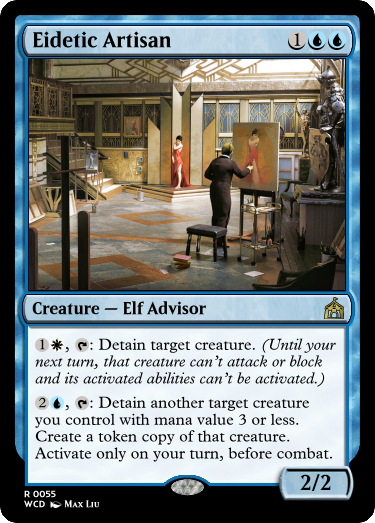 Eidetic Artisan 1
Creature — Elf Advisor
1, : Detain target creature. (Until your
next turn, that creature can't attack or block
and its activated abilities can't be activated.)
2, : Detain another target creature
you control with mana value 3 or less.
Create a token copy of that creature.
Activate only on your turn, before combat.
2/2
R 0055
WCD Max Liu